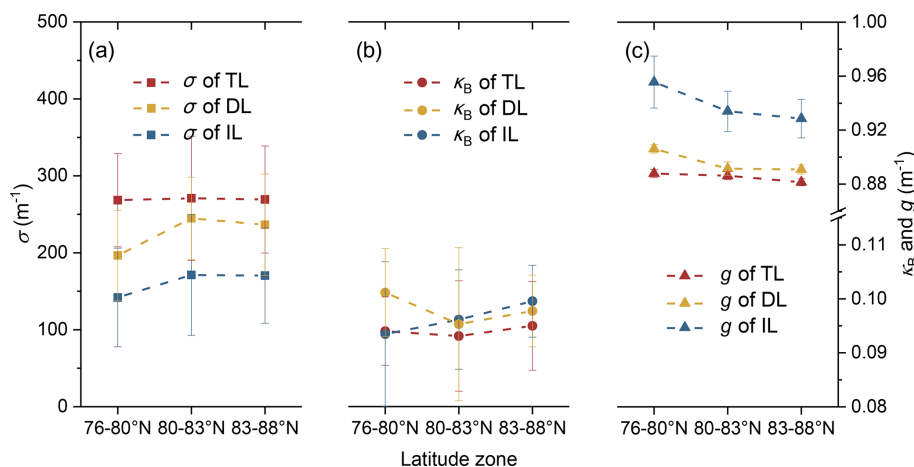 500
400
300
200
100
0
σ (m⁻¹)
(a)
σ of TL
σ of DL
σ of IL
76-80°N 80-83°N 83-88°N
(b)
κB of TL
κB of DL
κB of IL
76-80°N 80-83°N 83-88°N
Latitude zone
(c)
g of TL
g of DL
g of IL
76-80°N 80-83°N 83-88°N
1.00
0.96
0.92
0.88
0.11
0.10
0.09
0.08
κB and g (m⁻¹)